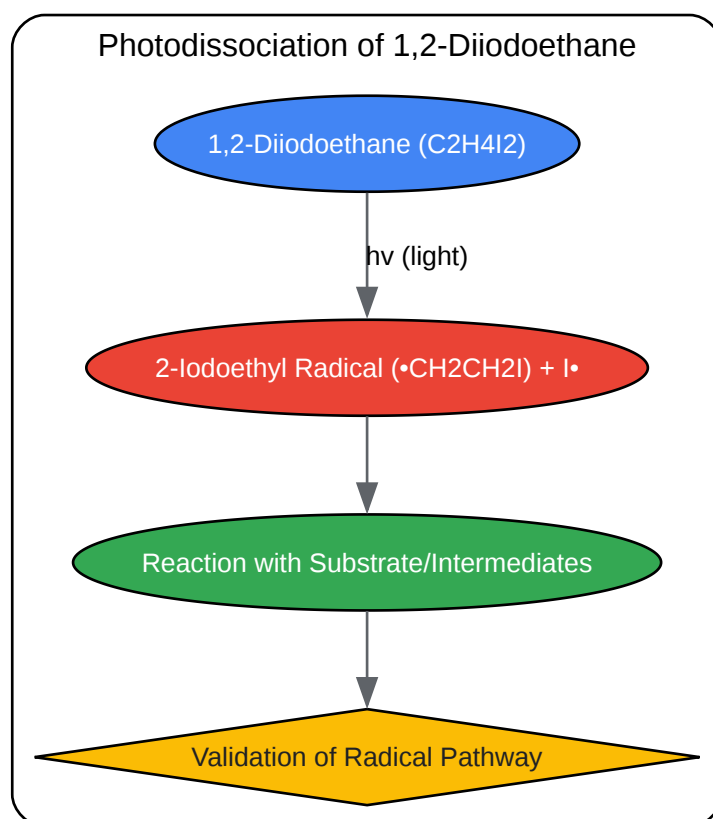 Photodissociation of 1,2-Diiodoethane
1,2-Diiodoethane (C2H4I2)
hv (light)
2-Iodoethyl Radical (•CH2CH2I) + I•
Reaction with Substrate/Intermediates
Validation of Radical Pathway